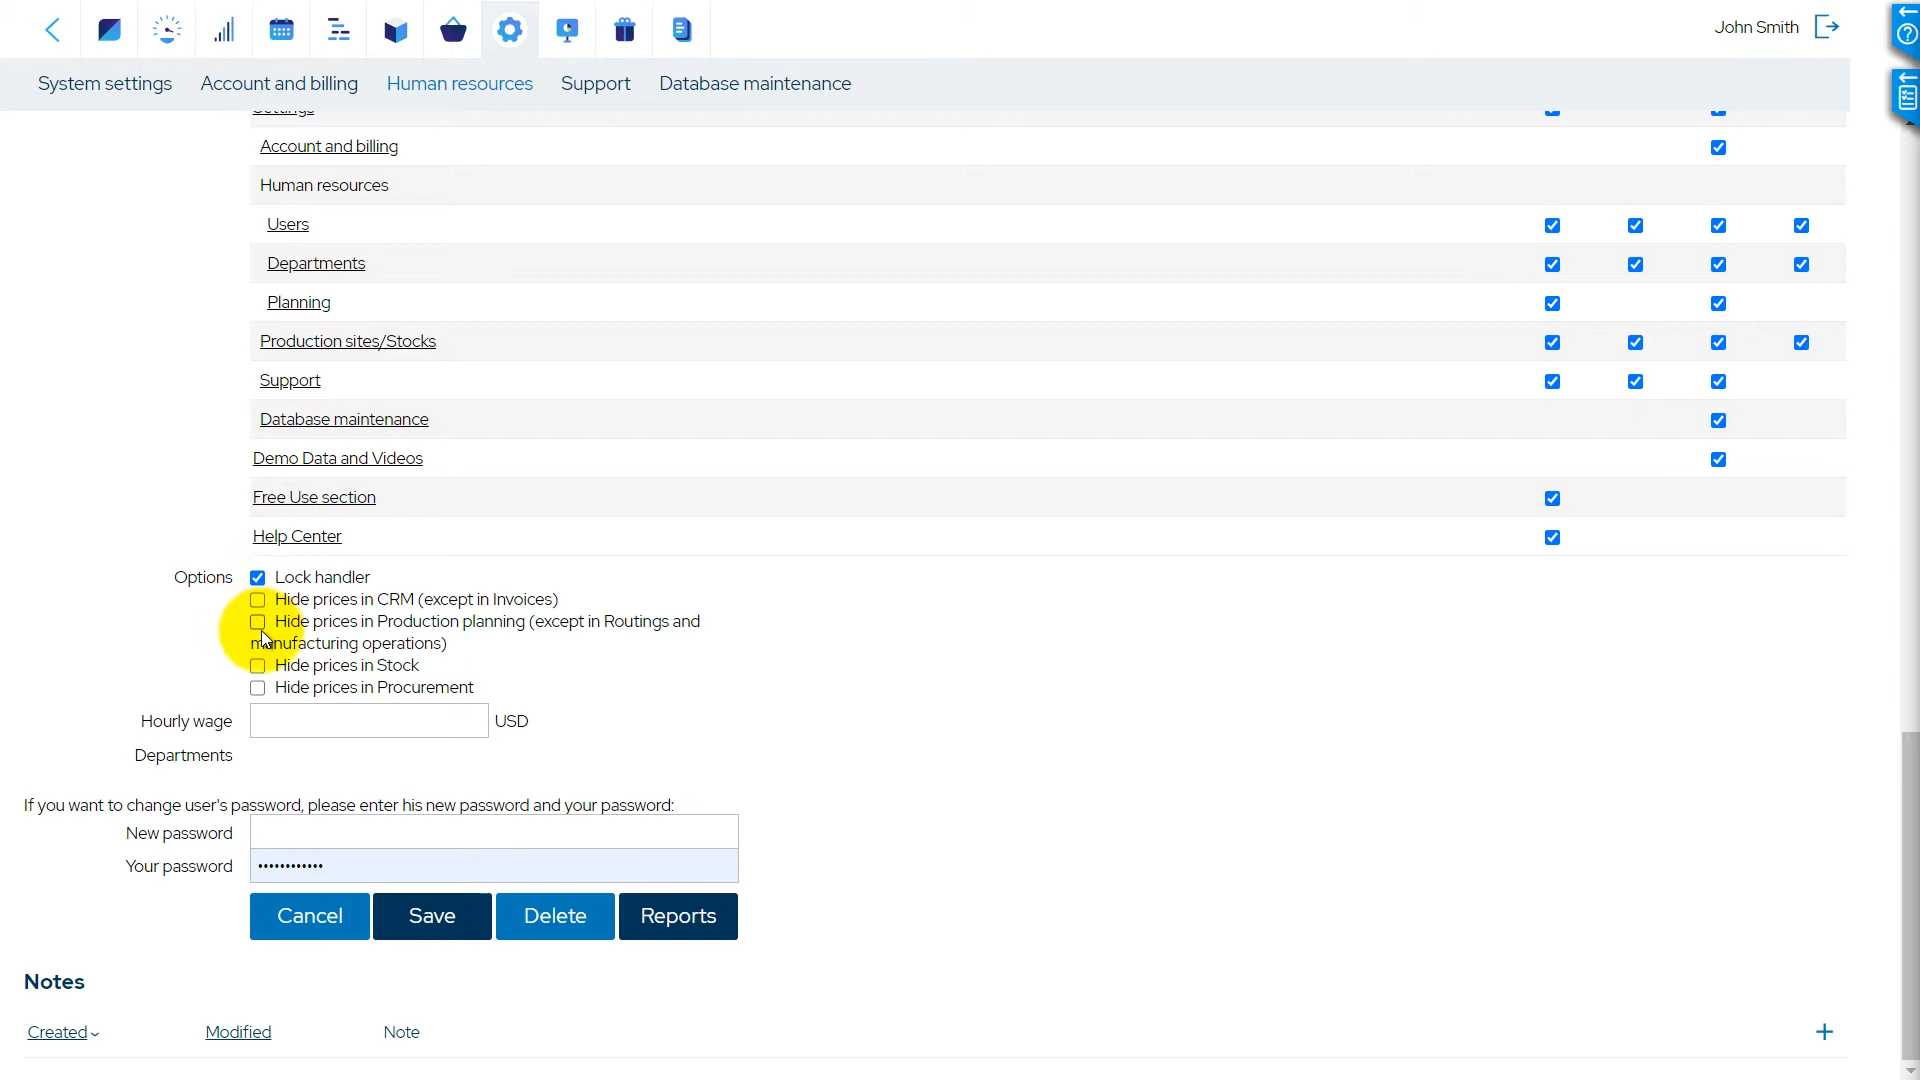 John Smith
System settings Account and billing Human resources Support Database maintenance
Settings
Account and billing
Human resources
Users
Departments
Planning
Production sites/Stocks
Support
Database maintenance
Demo Data and Videos
Free Use section
Help Center
Options Lock handler
Hide prices in CRM (except in Invoices)
Hide prices in Production planning (except in Routings and
manufacturing operations)
Hide prices in Stock
Hide prices in Procurement
Hourly wage USD
Departments
If you want to change user's password, please enter his new password and your password:
New password
Your password ••••••••••••
Cancel Save Delete Reports
Notes
Created Modified Note